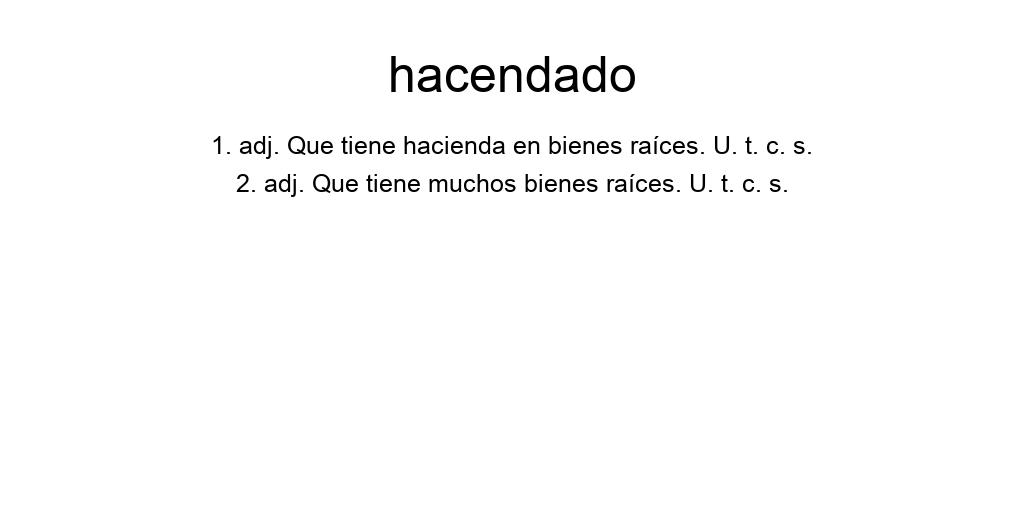 hacendado
1. adj. Que tiene hacienda en bienes raíces. U. t. c. s.
2. adj. Que tiene muchos bienes raíces. U. t. c. s.